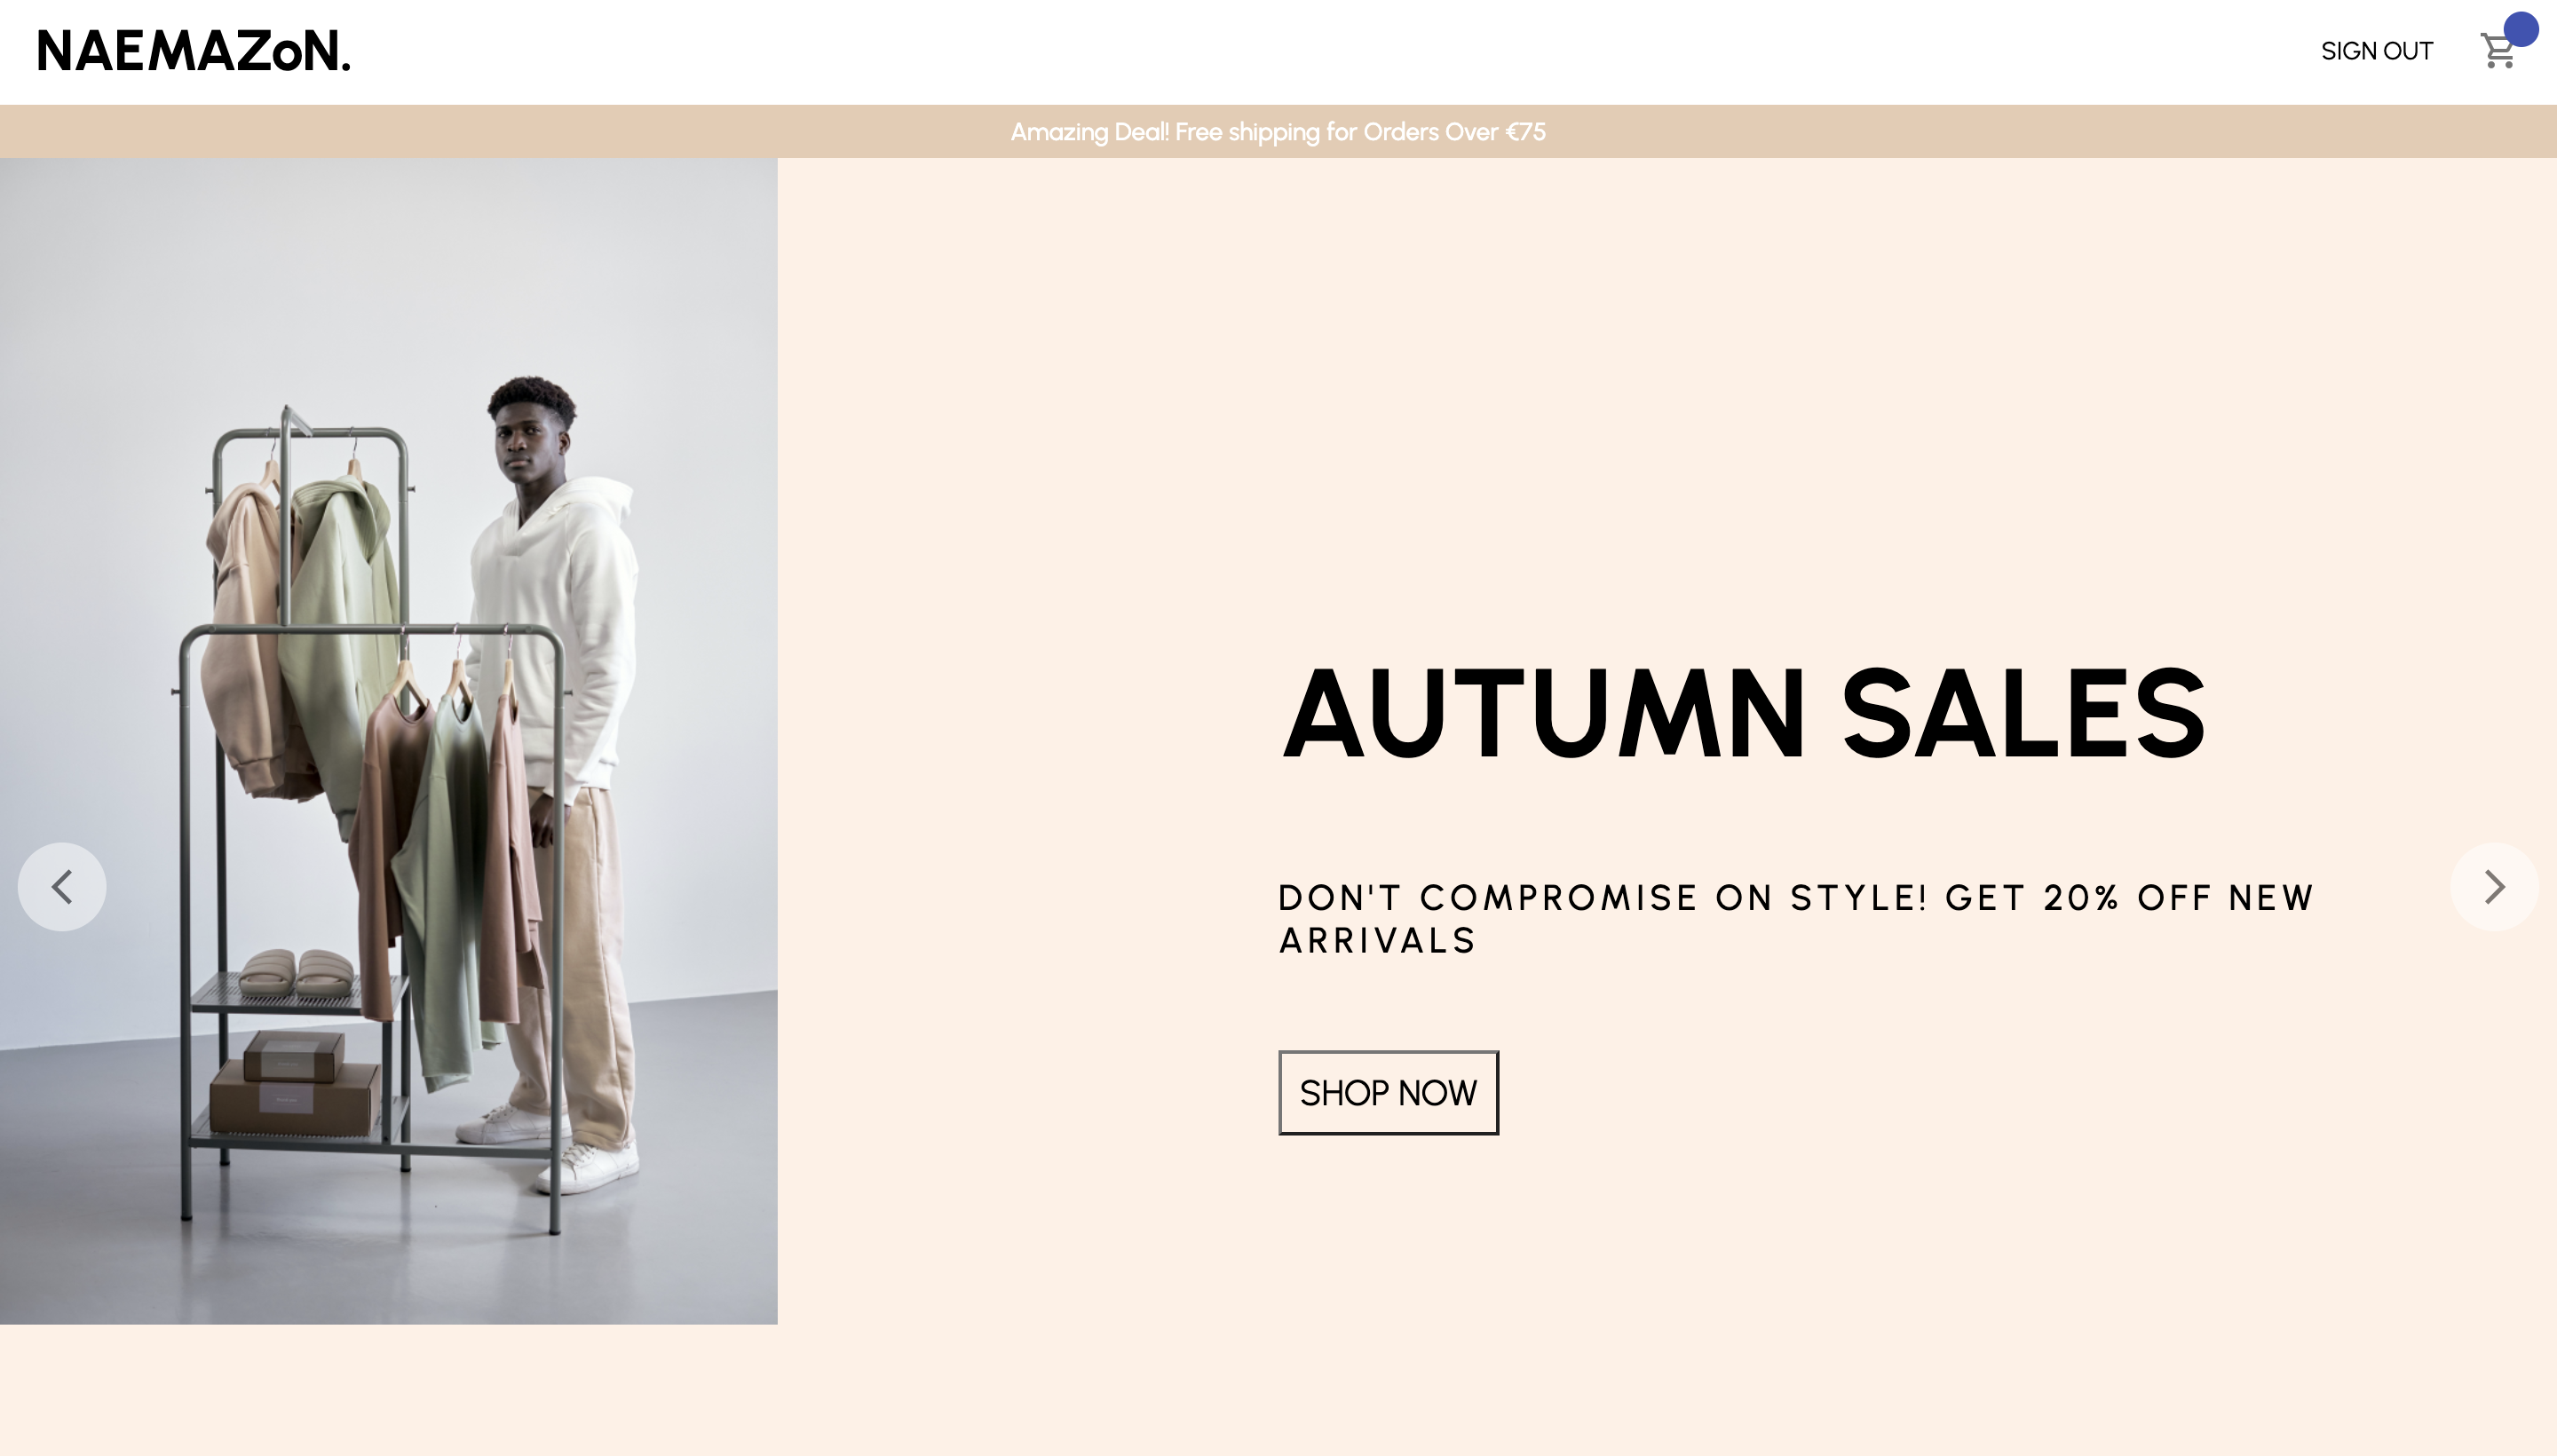 NAEMAZoN.
SIGN OUT
Amazing Deal! Free shipping for Orders Over €75
AUTUMN SALES
DON'T COMPROMISE ON STYLE! GET 20% OFF NEW
ARRIVALS
SHOP NOW